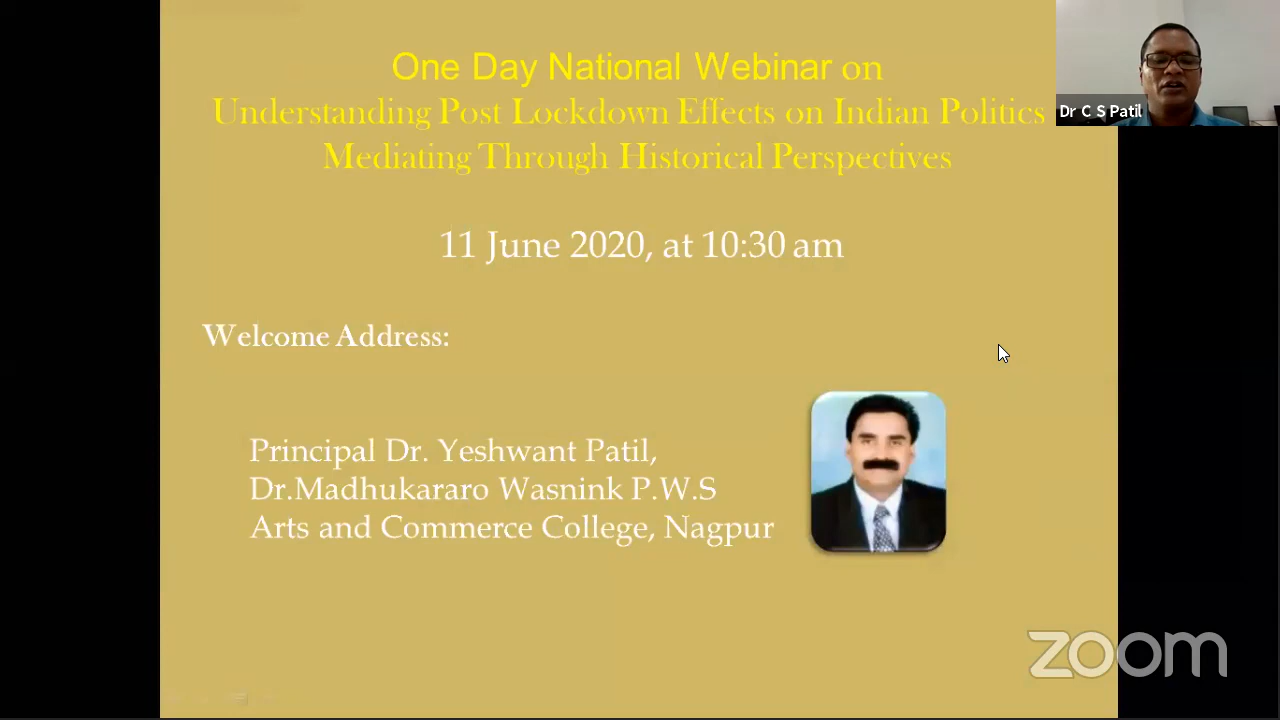 One Day National Webinar on
Understanding Post Lockdown Effects on Indian Politics
Mediating Through Historical Perspectives
Dr C S Patil
11 June 2020, at 10:30 am
Welcome Address:
Principal Dr. Yeshwant Patil,
Dr.Madhukararo Wasnink P.W.S
Arts and Commerce College, Nagpur
zoom